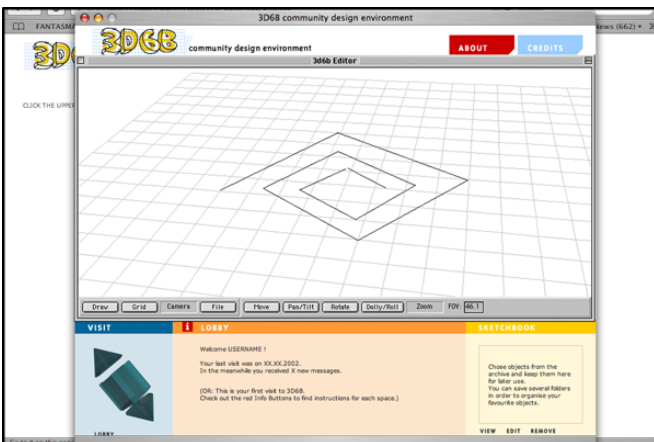 3D6B community design environment
FANTASMA
News (662)
3D6B community design environment
ABOUT
CREDITS
3D
3d6b Editor
CLICK THE UPPER
Draw
Grid
Camera
File
Move
Pan/Tilt
Rotate
Dolly/Roll
Zoom
FOV: 46.1
VISIT
i LOBBY
SKETCHBOOK
Welcome USERNAME !
Your last visit was on XX.XX.2002.
In the meanwhile you received X new messages.
(OR: This is your first visit to 3D6B.
Check out the red Info Buttons to find instructions for each space.)
Chose objects from the
archive and keep them here
for later use.
You can save several folders
in order to organise your
favourite objects.
LOBBY
VIEW EDIT REMOVE